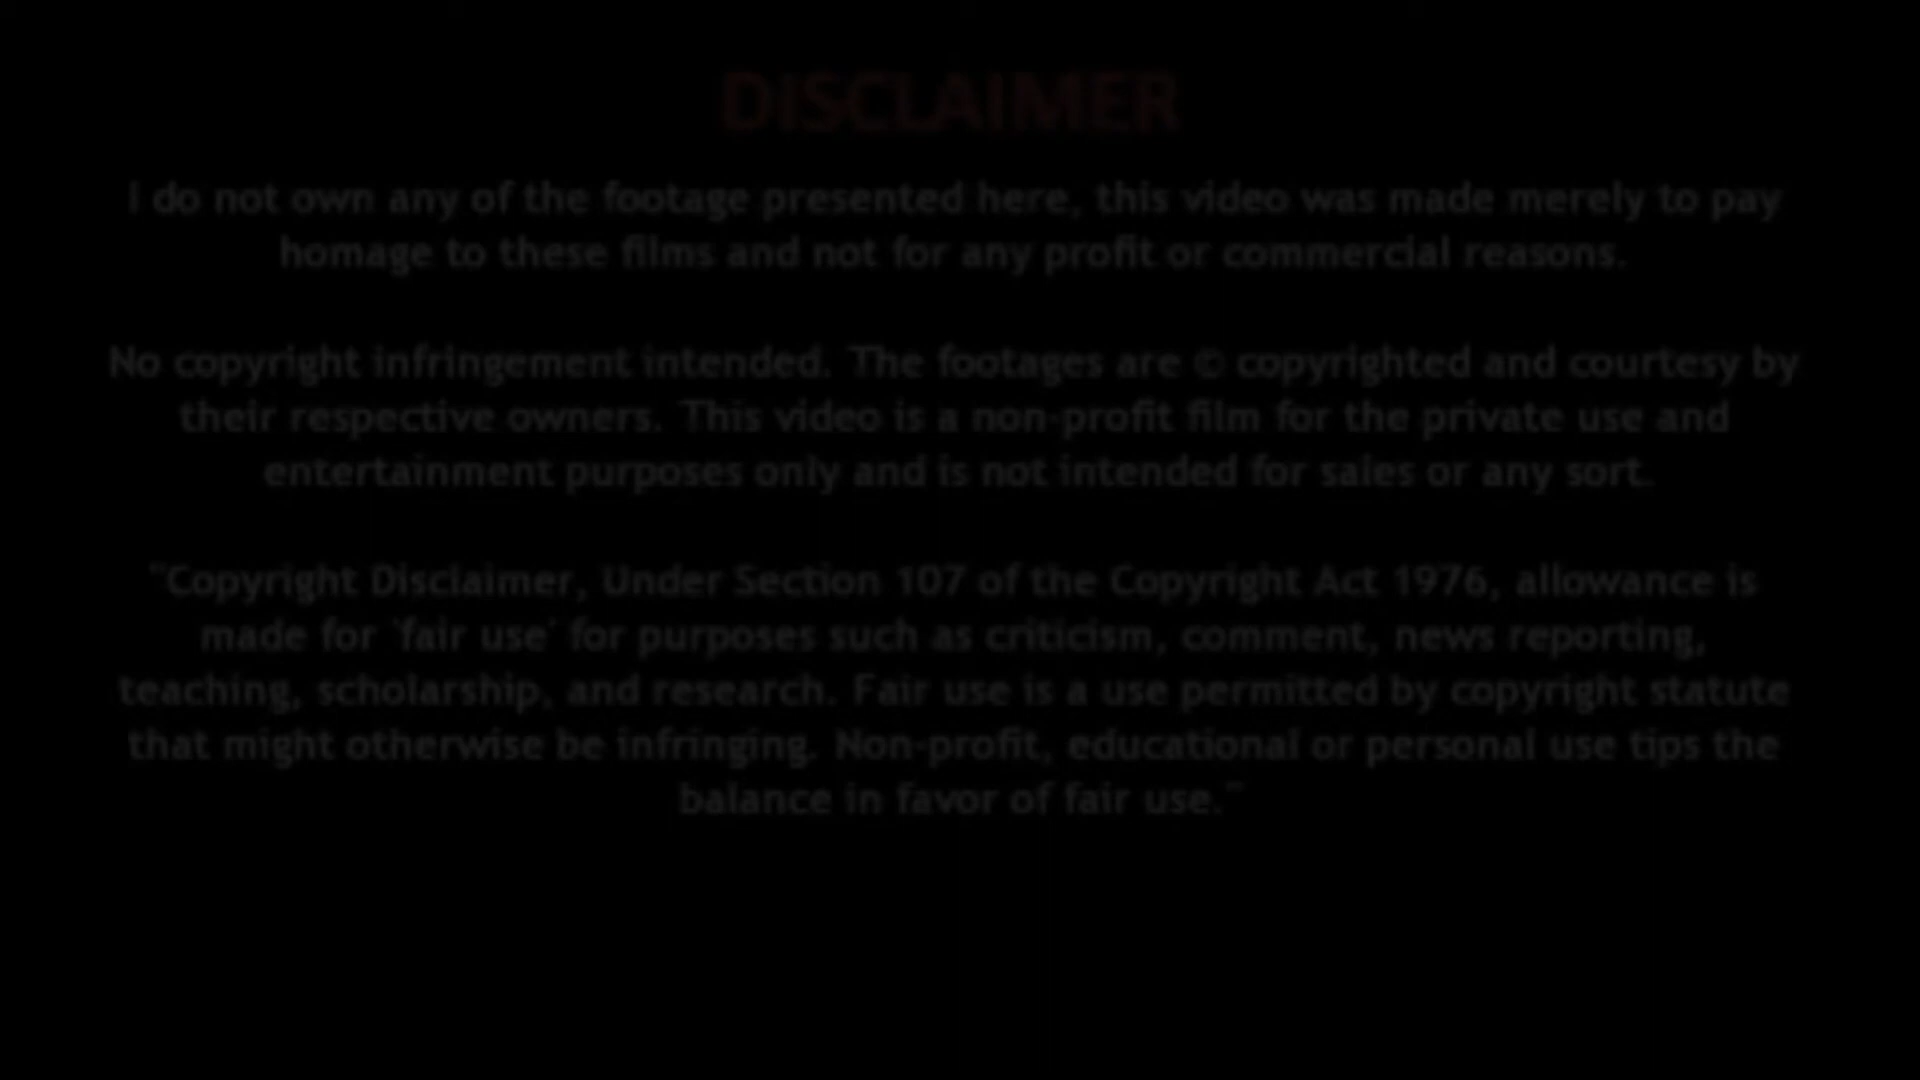 DISCLAIMER
I do not own any of the footage presented here, this video was made merely to pay
homage to these films and not for any profit or commercial reasons.
No copyright infringement intended. The footages are © copyrighted and courtesy by
their respective owners. This video is a non-profit film for the private use and
entertainment purposes only and is not intended for sales or any sort.
"Copyright Disclaimer, Under Section 107 of the Copyright Act 1976, allowance is
made for 'fair use' for purposes such as criticism, comment, news reporting,
teaching, scholarship, and research. Fair use is a use permitted by copyright statute
that might otherwise be infringing. Non-profit, educational or personal use tips the
balance in favor of fair use."